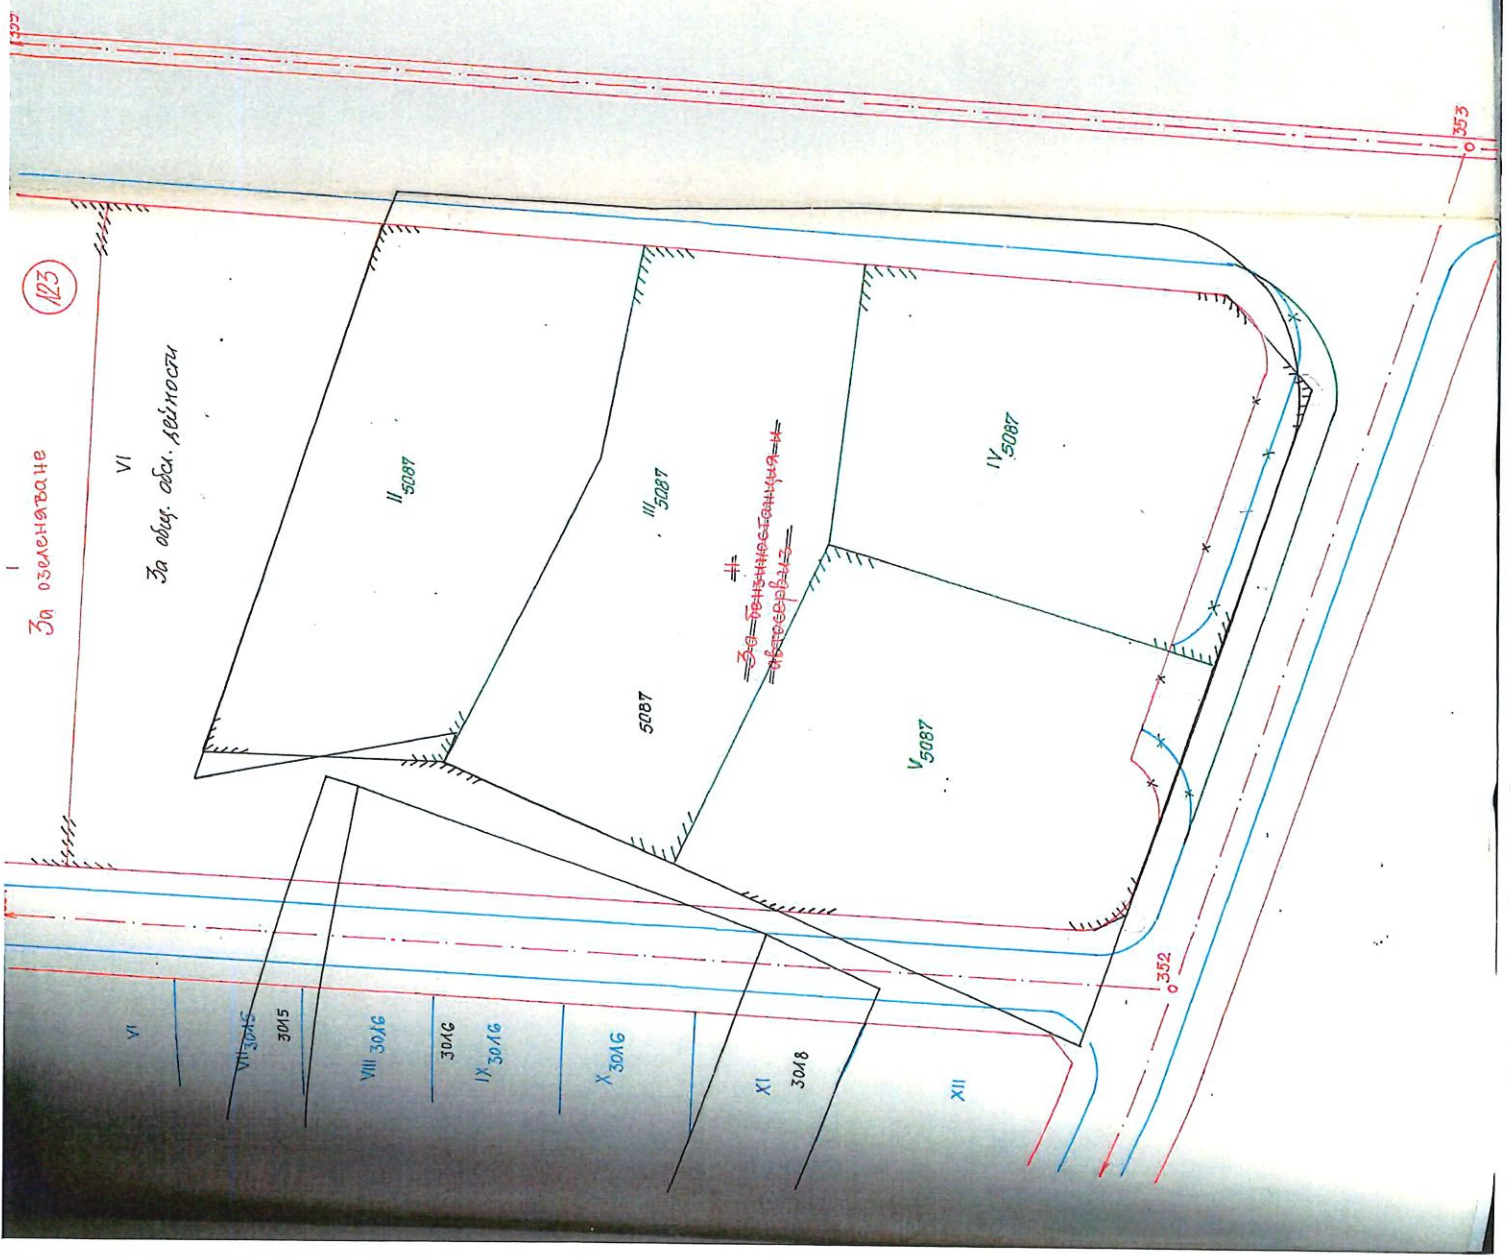 123
I
За озеленяване
VI
За общ. обсл. дейности
II 5087
III 5087
IV 5087
II
За бензиностанция и
автосервиз
5087
V 5087
353
352
VI
VII 3015
3015
VIII 3016
3016
IX 3016
X 3016
XI
3018
XII